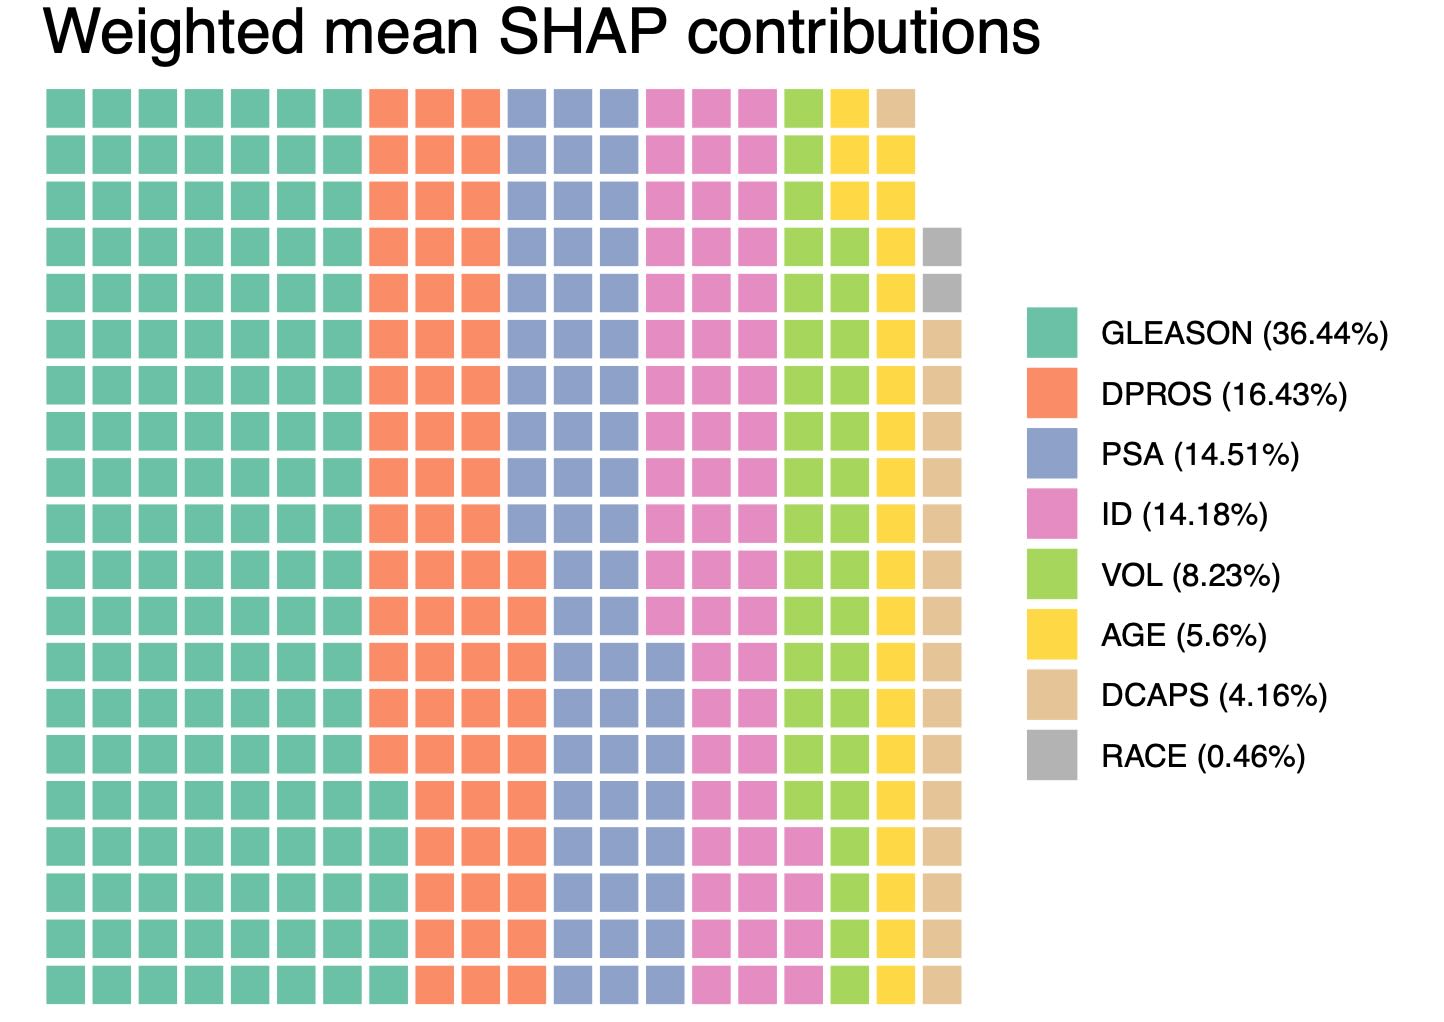 Weighted mean SHAP contributions
GLEASON (36.44%)
DPROS (16.43%)
PSA (14.51%)
ID (14.18%)
VOL (8.23%)
AGE (5.6%)
DCAPS (4.16%)
RACE (0.46%)